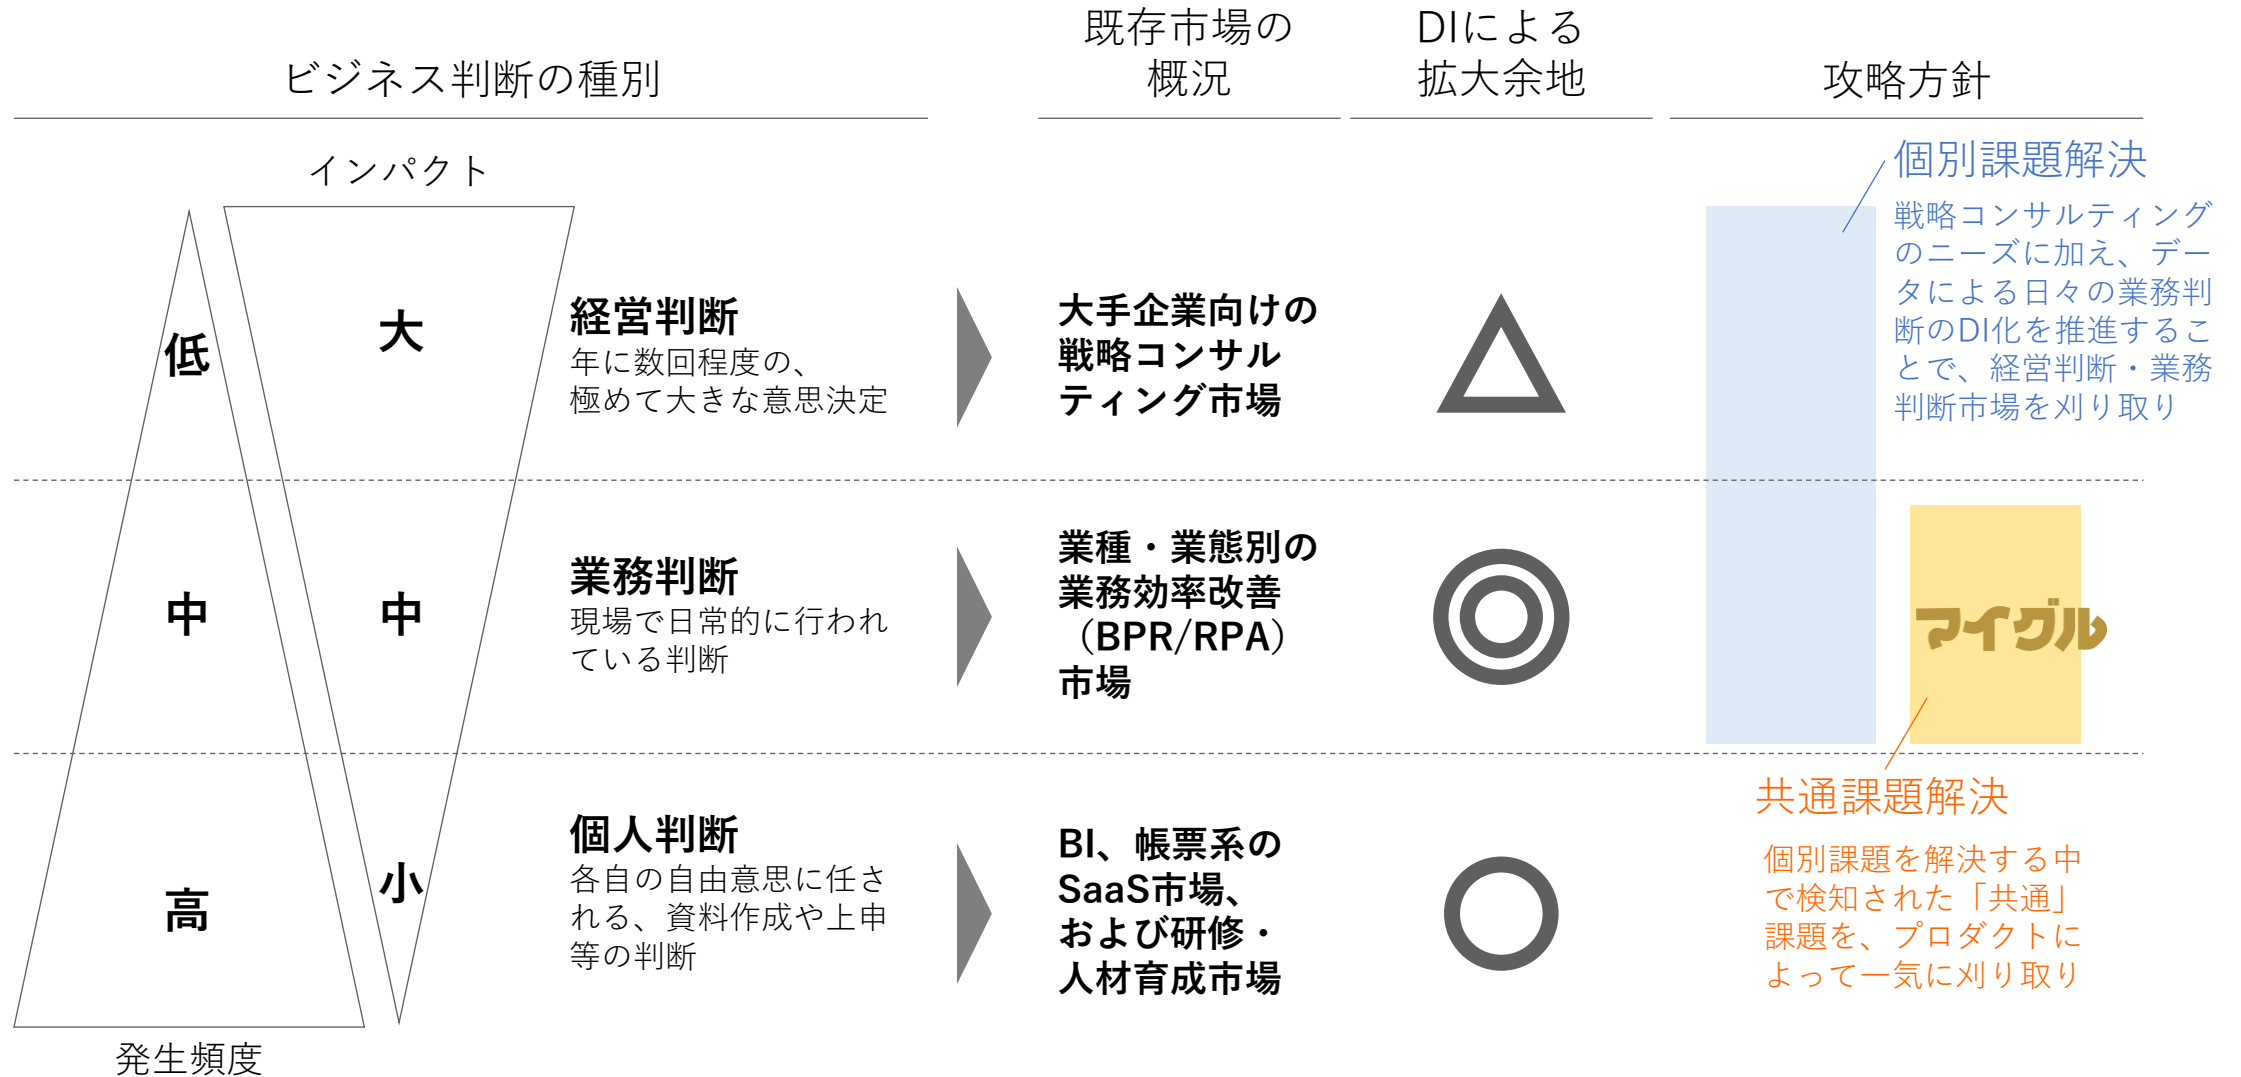 ビジネス判断の種別
既存市場の
概況
DIによる
拡大余地
攻略方針
インパクト
低
大
経営判断
年に数回程度の、
極めて大きな意思決定
大手企業向けの
戦略コンサル
ティング市場
個別課題解決
戦略コンサルティング
のニーズに加え、デー
タによる日々の業務判
断のDI化を推進するこ
とで、経営判断・業務
判断市場を刈り取り
中
中
業務判断
現場で日常的に行われ
ている判断
業種・業態別の
業務効率改善
（BPR/RPA）
市場
マイグル
高
小
個人判断
各自の自由意思に任さ
れる、資料作成や上申
等の判断
BI、帳票系の
SaaS市場、
および研修・
人材育成市場
共通課題解決
個別課題を解決する中
で検知された「共通」
課題を、プロダクトに
よって一気に刈り取り
発生頻度